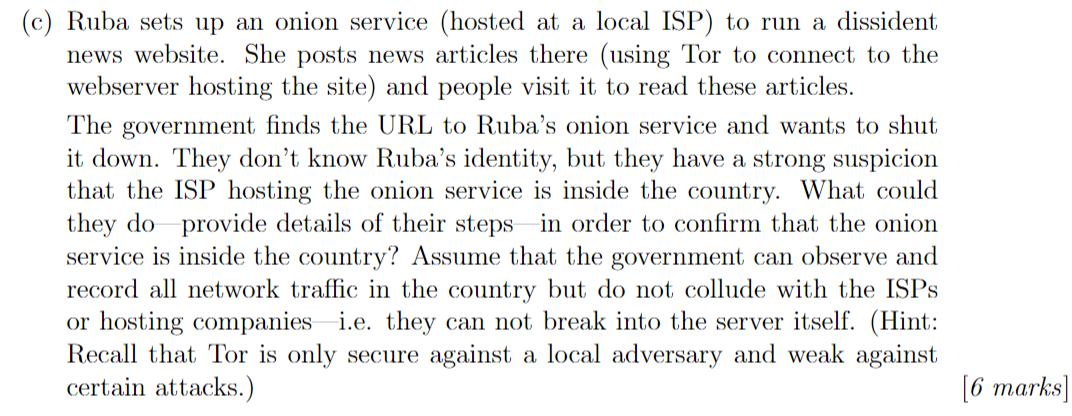 (c) Ruba sets up an onion service (hosted at a local ISP) to run a dissident
news website. She posts news articles there (using Tor to connect to the
webserver hosting the site) and people visit it to read these articles.
The government finds the URL to Ruba's onion service and wants to shut
it down. They don't know Ruba's identity, but they have a strong suspicion
that the ISP hosting the onion service is inside the country. What could
they do—provide details of their steps—in order to confirm that the onion
service is inside the country? Assume that the government can observe and
record all network traffic in the country but do not collude with the ISPs
or hosting companies—i.e. they can not break into the server itself. (Hint:
Recall that Tor is only secure against a local adversary and weak against
certain attacks.) [6 marks]